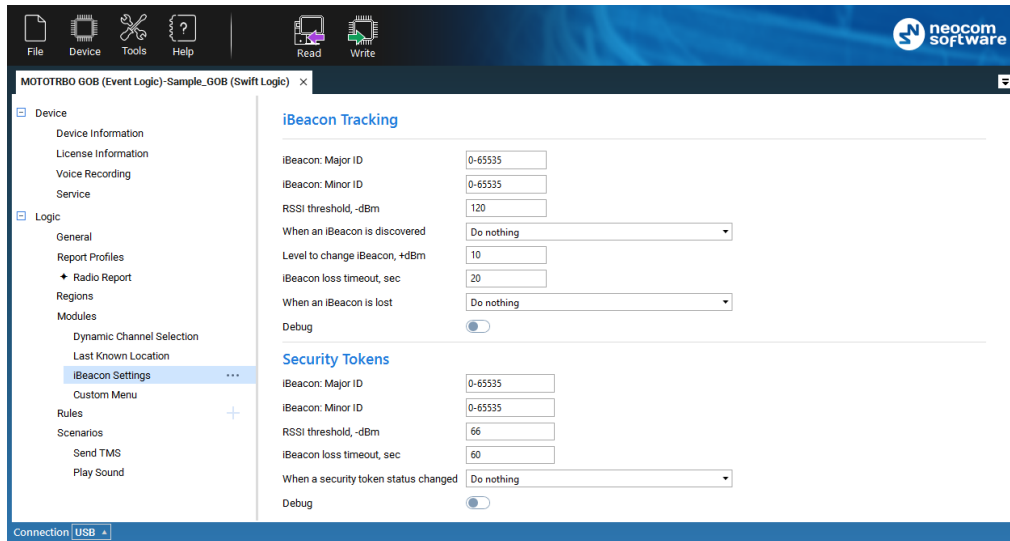 File Device Tools Help Read Write
neocom
software
MOTOTRBO GOB (Event Logic)-Sample_GOB (Swift Logic) ×
Device
Device Information
License Information
Voice Recording
Service
Logic
General
Report Profiles
Radio Report
Regions
Modules
Dynamic Channel Selection
Last Known Location
iBeacon Settings ...
Custom Menu
Rules
Scenarios
Send TMS
Play Sound
iBeacon Tracking
iBeacon: Major ID 0-65535
iBeacon: Minor ID 0-65535
RSSI threshold, -dBm 120
When an iBeacon is discovered Do nothing
Level to change iBeacon, +dBm 10
iBeacon loss timeout, sec 20
When an iBeacon is lost Do nothing
Debug
Security Tokens
iBeacon: Major ID 0-65535
iBeacon: Minor ID 0-65535
RSSI threshold, -dBm 66
iBeacon loss timeout, sec 60
When a security token status changed Do nothing
Debug
Connection USB